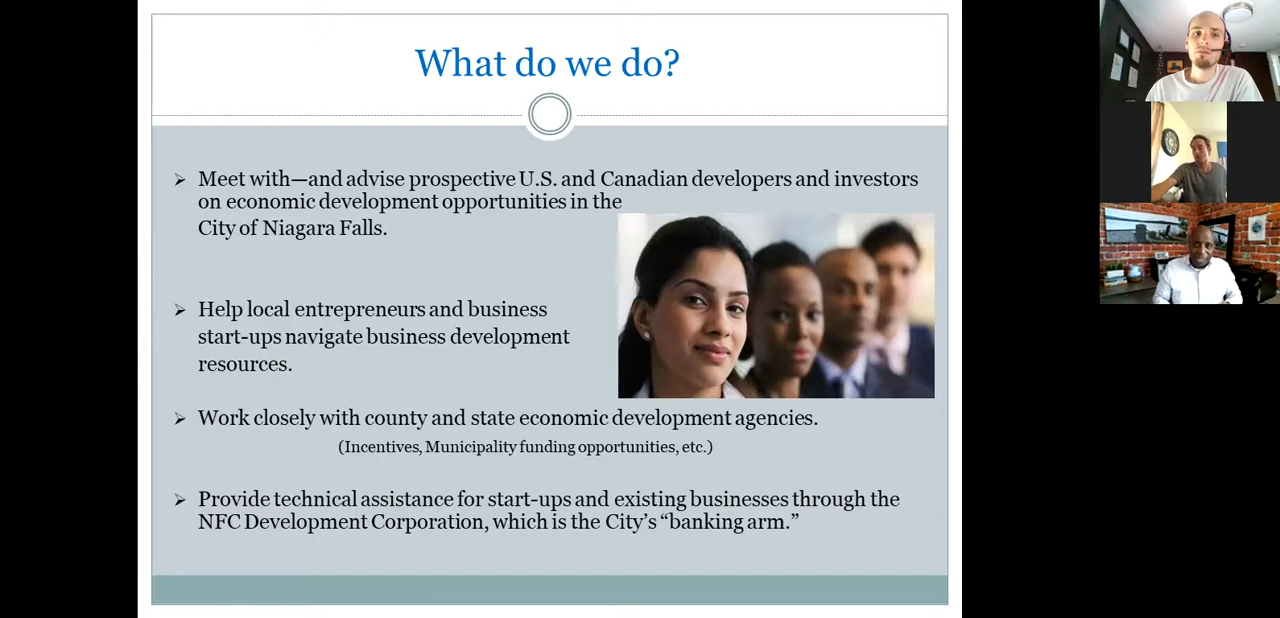 What do we do?
Meet with—and advise prospective U.S. and Canadian developers and investors
on economic development opportunities in the
City of Niagara Falls.
Help local entrepreneurs and business
start-ups navigate business development
resources.
Work closely with county and state economic development agencies.
(Incentives, Municipality funding opportunities, etc.)
Provide technical assistance for start-ups and existing businesses through the
NFC Development Corporation, which is the City’s “banking arm.”